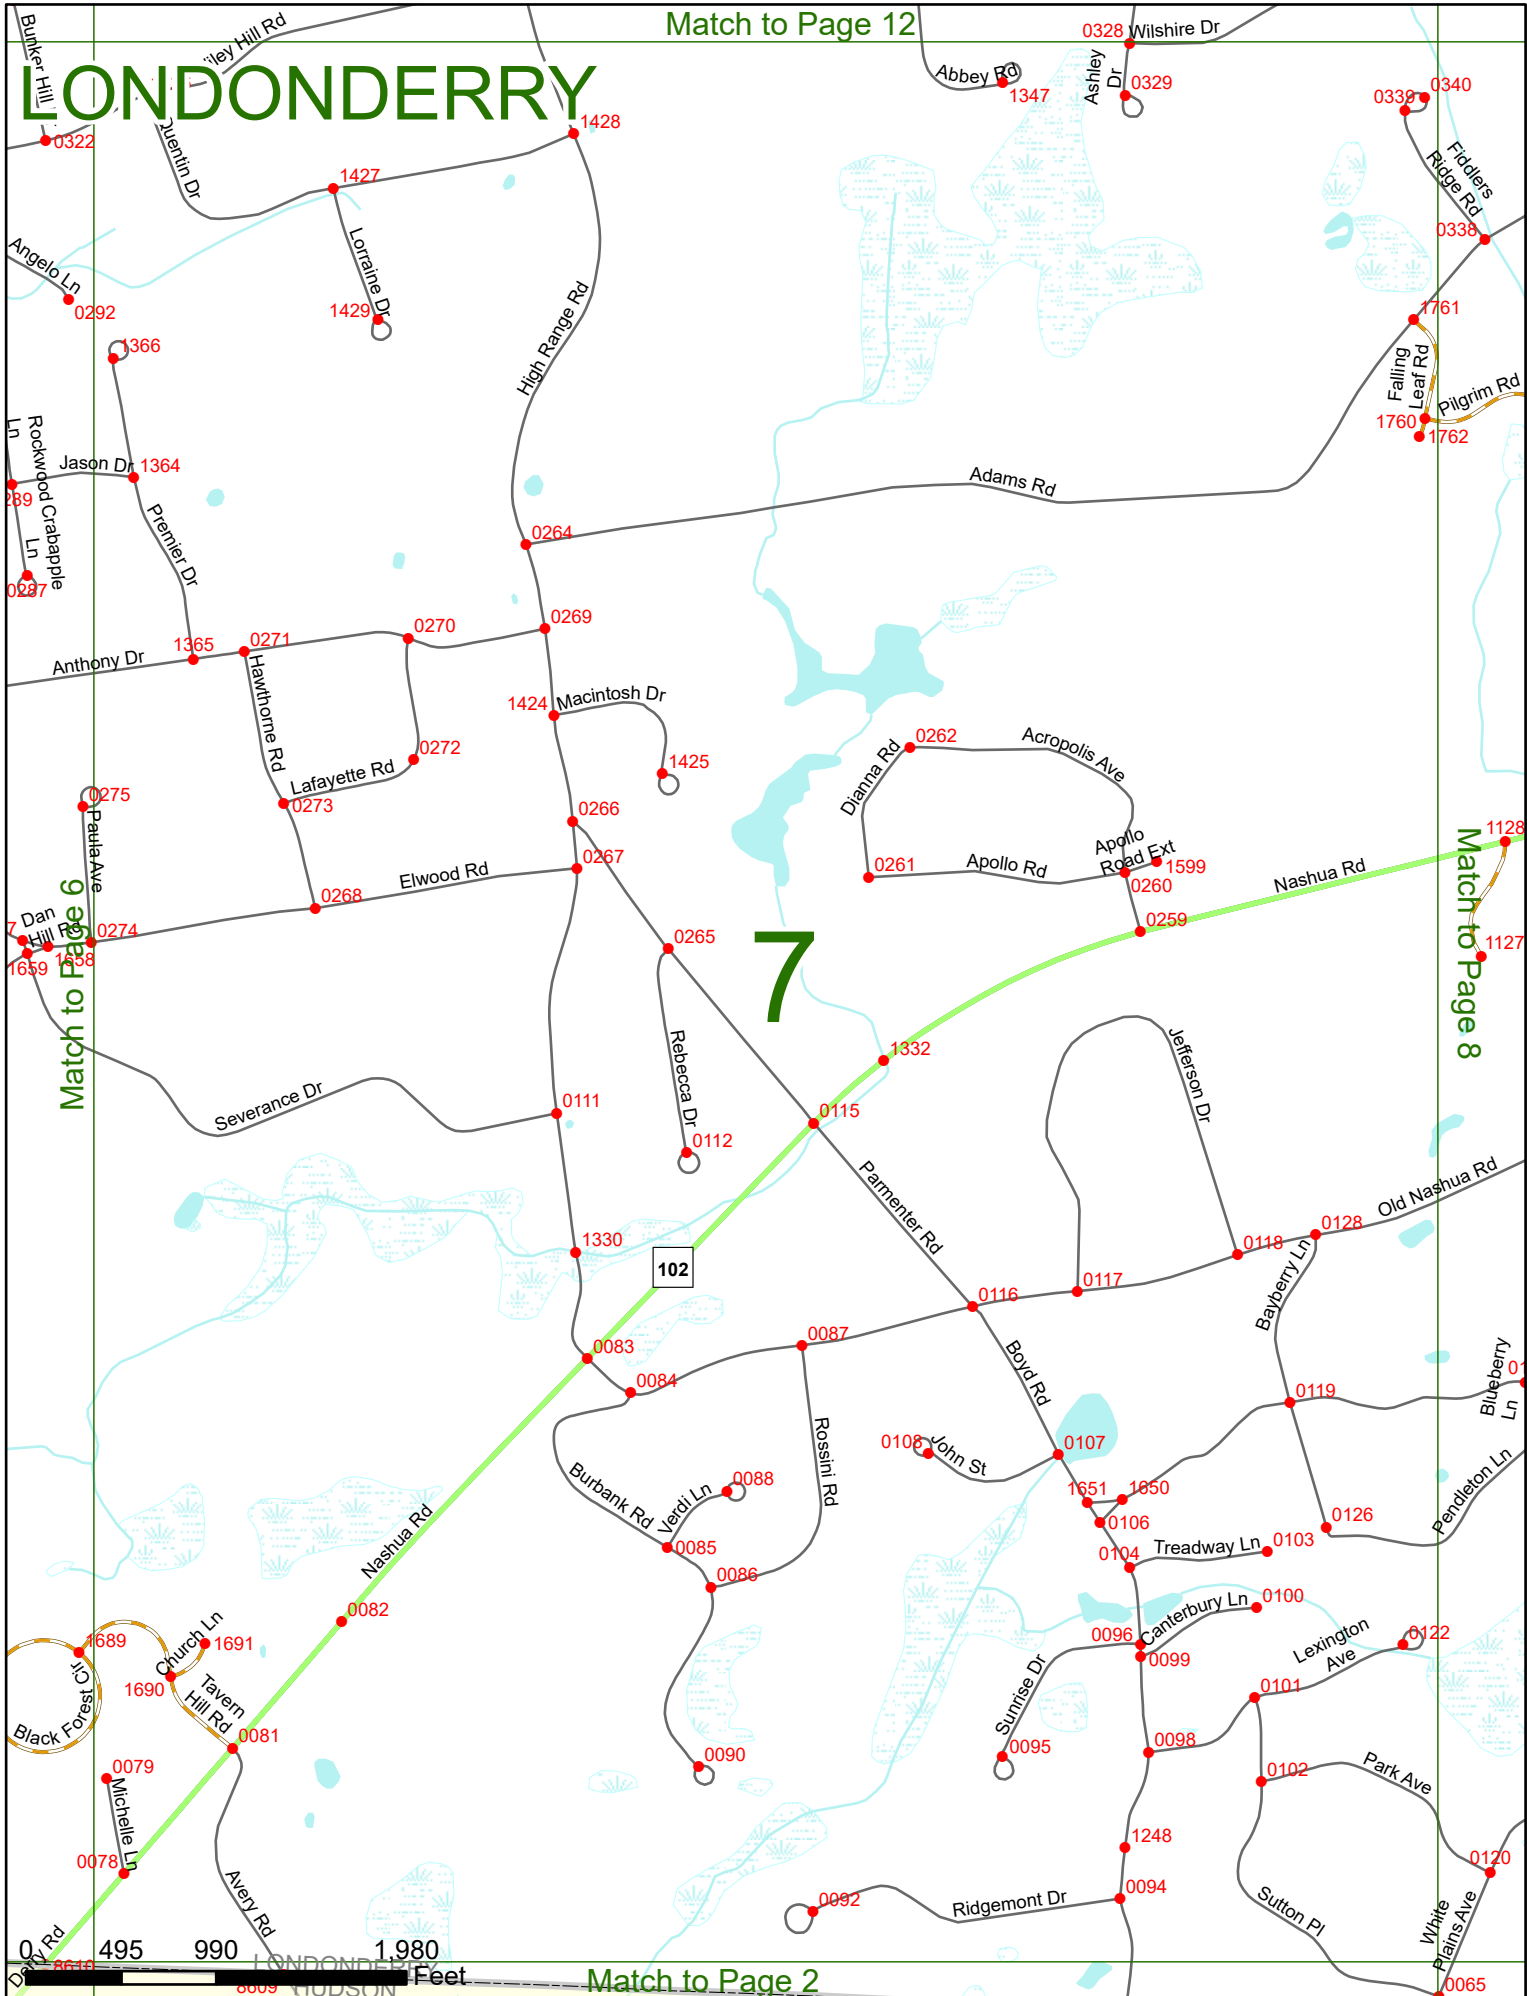 Match to Page 12
LONDONDERRY
Bunker Hill
iley Hill Rd
Quentin Dr
0322
1427
1428
Abbey Rd
1347
0328
Wilshire Dr
Ashley
Dr
0329
0339
0340
Fiddlers
Ridge Rd
0338
Angelo Ln
0292
Lorraine Dr
1429
High Range Rd
1366
1761
Falling
Leaf Rd
Pilgrim Rd
1760
1762
Ln
Rockwood
Crabapple
Ln
Jason Dr
1364
289
0287
Premier Dr
Adams Rd
0264
0269
0270
0271
1365
Anthony Dr
Hawthorne Rd
1424
Macintosh Dr
1425
0272
Lafayette Rd
0273
0262
Acropolis Ave
Dianna Rd
0275
Paula Ave
0266
0267
Elwood Rd
0268
0261
Apollo Rd
Apollo
Road Ext
1599
0260
0259
Nashua Rd
1128
1127
Match to Page 6
Match to Page 8
7
Dan
Hill Rd
0274
1658
1659
0265
7
Rebecca Dr
0112
1332
0115
Severance Dr
0111
Jefferson Dr
Parmenter Rd
1330
102
0118
0128
Old Nashua Rd
Bayberry Ln
0117
0116
0083
0084
0087
Boyd Rd
Blueberry
Ln
01
0119
Rossini Rd
0108
John St
0107
Burbank Rd
Verdi Ln
0088
1651
1650
0106
0126
Pendleton Ln
Nashua Rd
0085
0086
0104
Treadway Ln
0103
0082
0100
Canterbury Ln
0096
0099
Lexington
Ave
0122
1689
Church Ln
1691
1690
Tavern
Hill Rd
Black Forest Cir
0081
Sunrise Dr
0095
0101
0098
0090
0079
Michelle Ln
0078
0102
Park Ave
1248
0120
0092
Ridgemont Dr
0094
Sutton Pl
White
Plains Ave
Avery Rd
Derry Rd
0
495
990
1,980
Feet
8610
8609
LONDONDERRY
HUDSON
Match to Page 2
0065